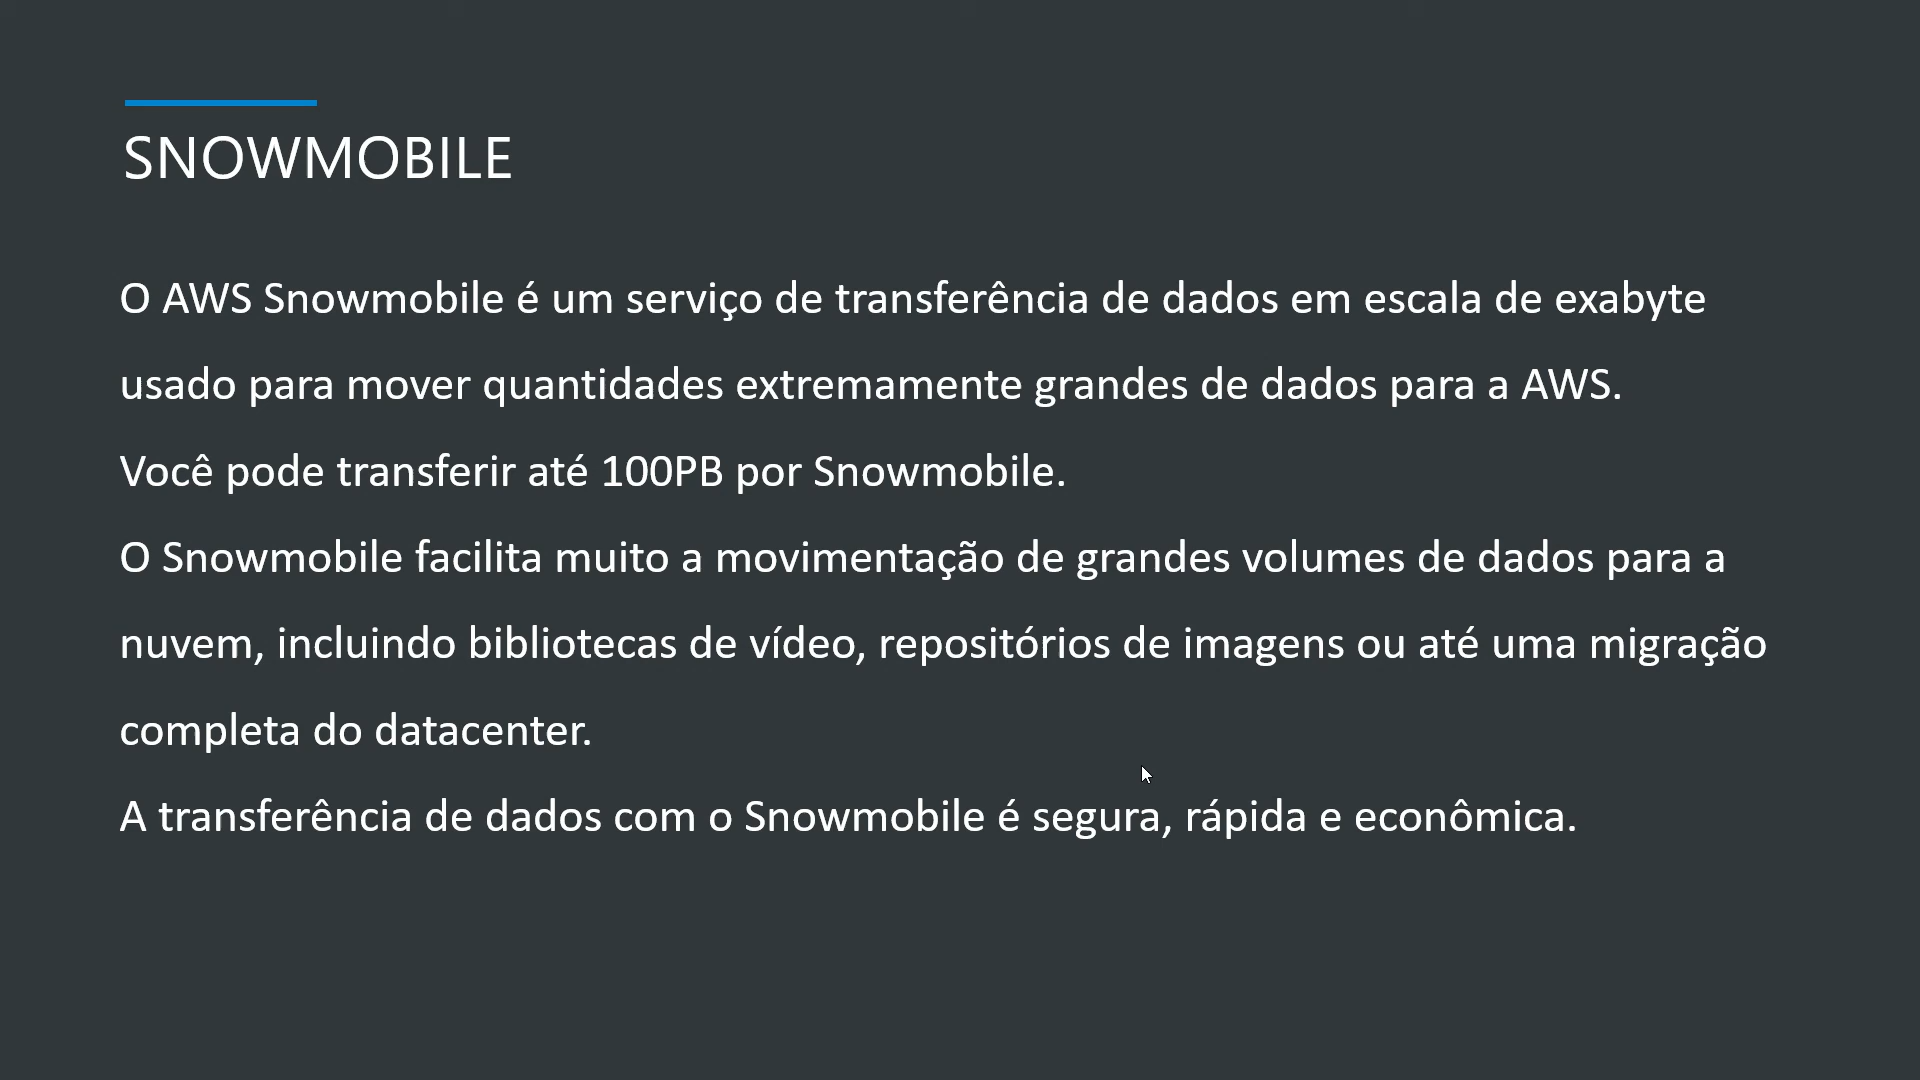 SNOWMOBILE
O AWS Snowmobile é um serviço de transferência de dados em escala de exabyte
usado para mover quantidades extremamente grandes de dados para a AWS.
Você pode transferir até 100PB por Snowmobile.
O Snowmobile facilita muito a movimentação de grandes volumes de dados para a
nuvem, incluindo bibliotecas de vídeo, repositórios de imagens ou até uma migração
completa do datacenter.
A transferência de dados com o Snowmobile é segura, rápida e econômica.